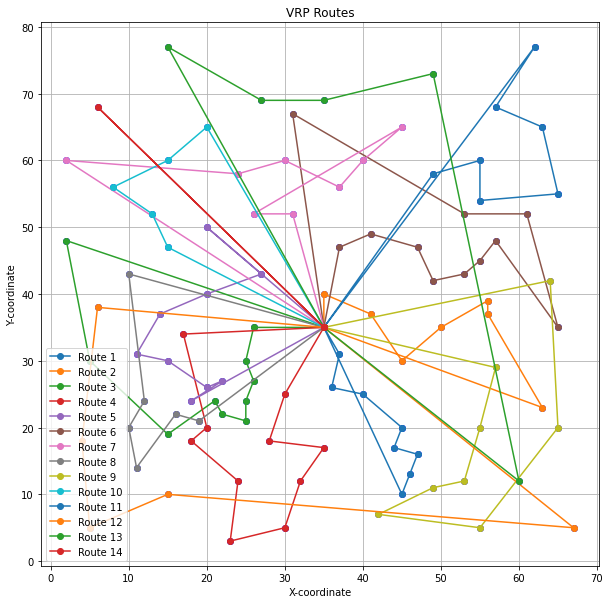 VRP Routes
80
70
60
50
40
30
20
10
0
Y-coordinate
Route 1
Route 2
Route 3
Route 4
Route 5
Route 6
Route 7
Route 8
Route 9
Route 10
Route 11
Route 12
Route 13
Route 14
0 10 20 30 40 50 60 70
X-coordinate